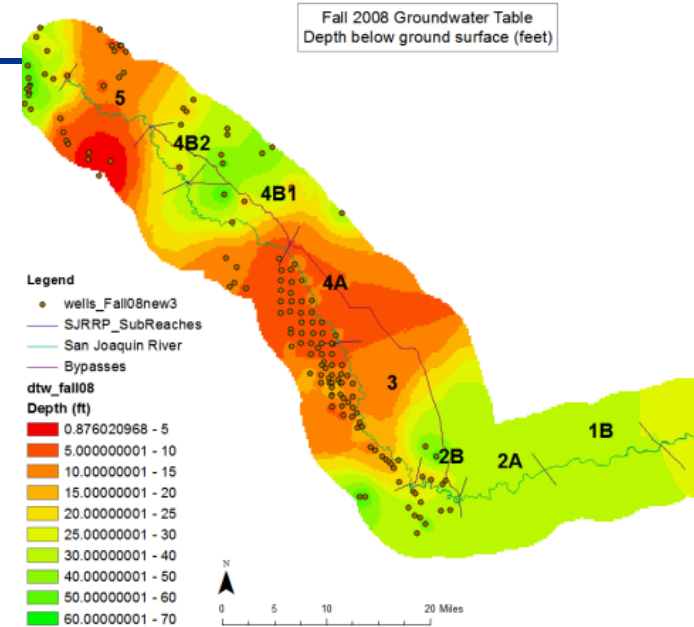 Fall 2008 Groundwater Table
Depth below ground surface (feet)
5
4B2
4B1
4A
3
2B
2A
1B
Legend
wells_Fall08new3
SJRRP_SubReaches
San Joaquin River
Bypasses
dtw_fall08
Depth (ft)
0.876020968 - 5
5.000000001 - 10
10.00000001 - 15
15.00000001 - 20
20.00000001 - 25
25.00000001 - 30
30.00000001 - 40
40.00000001 - 50
50.00000001 - 60
60.00000001 - 70
N
0 5 10 20 Miles